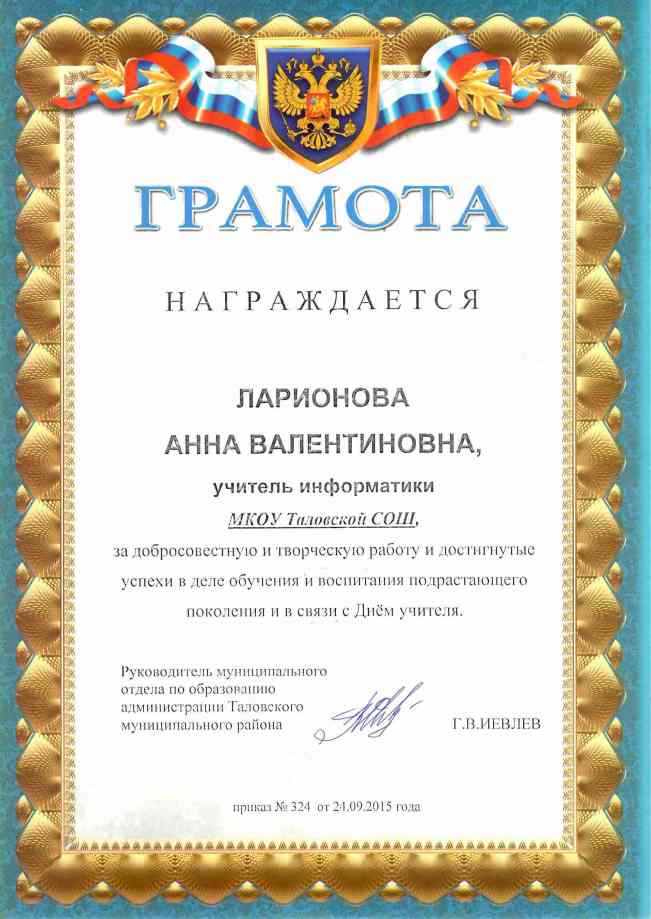 ГРАМОТА
НАГРАЖДАЕТСЯ
ЛАРИОНОВА
АННА ВАЛЕНТИНОВНА,
учитель информатики
МКОУ Таловской СОШ,
за добросовестную и творческую работу и достигнутые
успехи в деле обучения и воспитания подрастающего
поколения и в связи с Днём учителя.
Руководитель муниципального
отдела по образованию
администрации Таловского
муниципального района Г.В.ИЕВЛЕВ
приказ № 324 от 24.09.2015 года